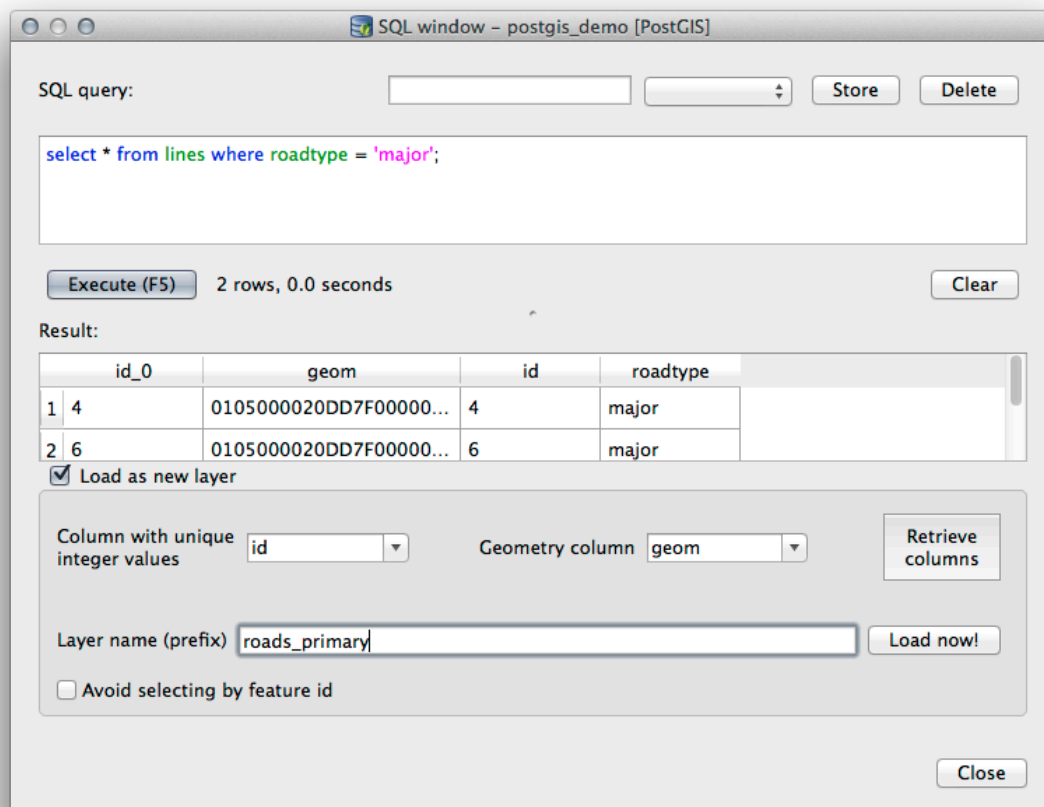 SQL window – postgis_demo [PostGIS]
SQL query:
Store
Delete
select * from lines where roadtype = 'major';
Execute (F5)
2 rows, 0.0 seconds
Clear
Result:
id_0 geom id roadtype
1 4 0105000020DD7F00000... 4 major
2 6 0105000020DD7F00000... 6 major
Load as new layer
Column with unique
integer values
id
Geometry column
geom
Retrieve
columns
Layer name (prefix)
roads_primary
Load now!
Avoid selecting by feature id
Close